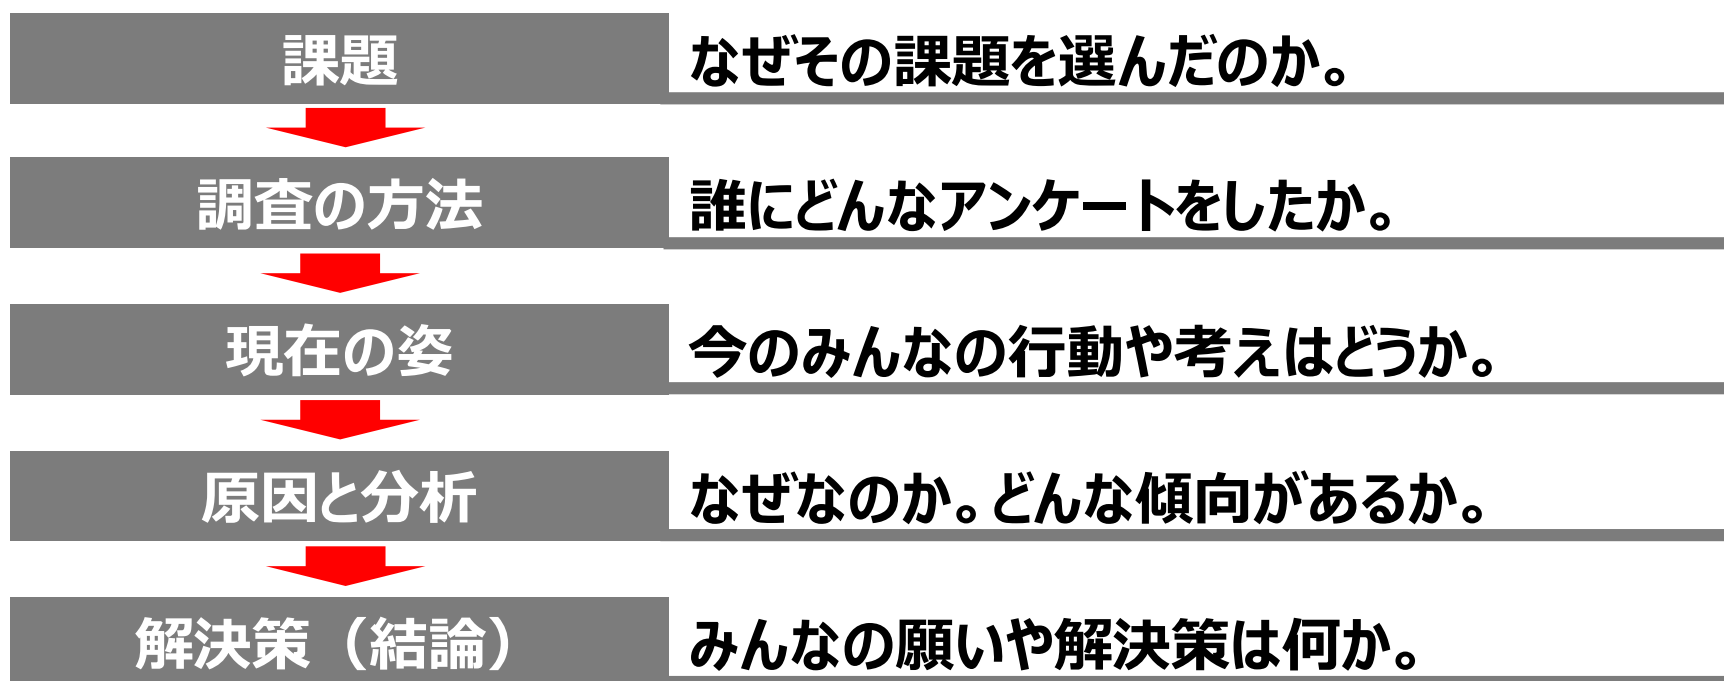 課題
なぜその課題を選んだのか。
調査の方法
誰にどんなアンケートをしたか。
現在の姿
今のみんなの行動や考えはどうか。
原因と分析
なぜなのか。どんな傾向があるか。
解決策（結論）
みんなの願いや解決策は何か。